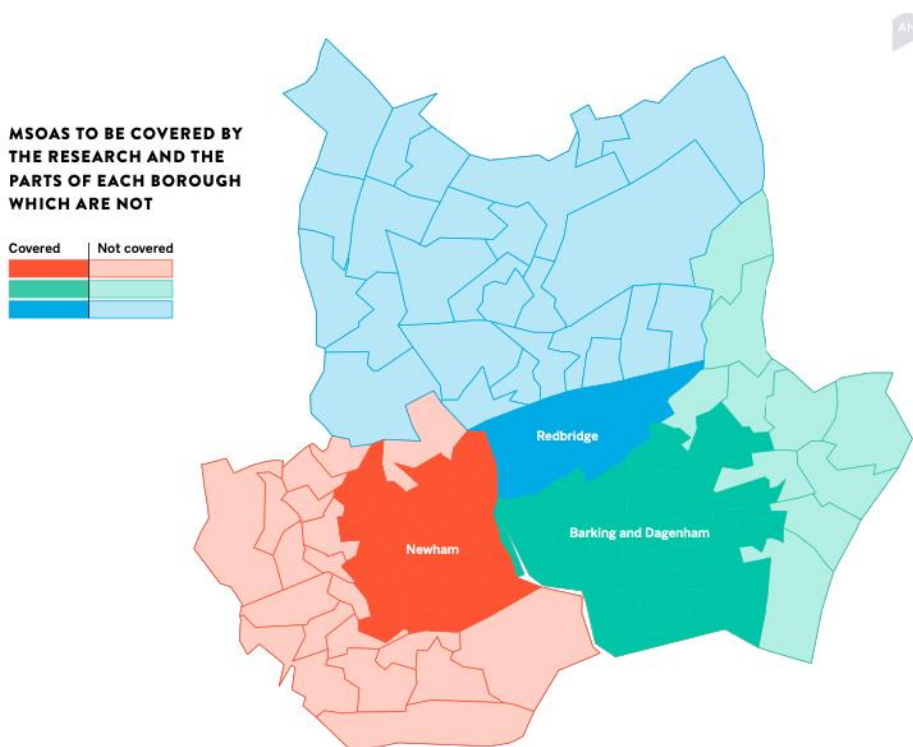 AN
MSOAS TO BE COVERED BY
THE RESEARCH AND THE
PARTS OF EACH BOROUGH
WHICH ARE NOT
Covered
Not covered
Redbridge
Barking and Dagenham
Newham